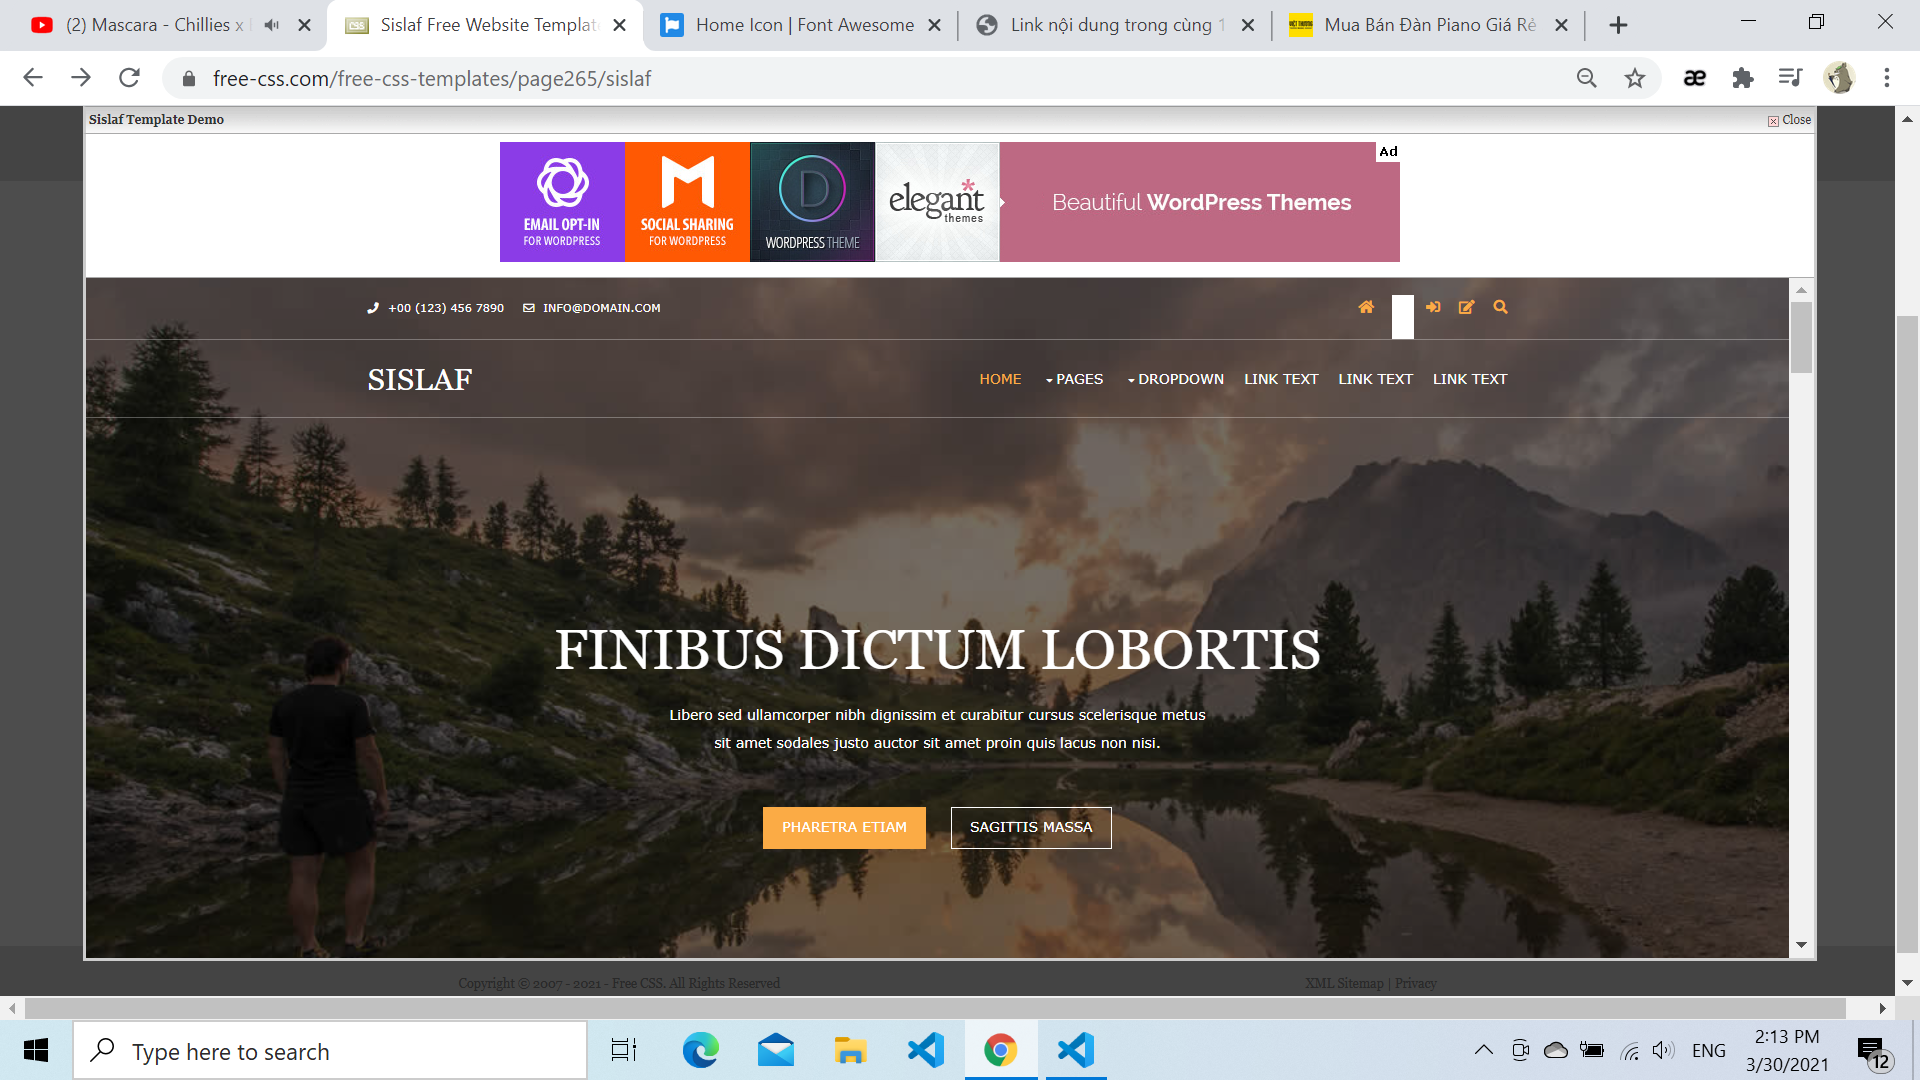 (2) Mascara - Chillies x
Sislaf Free Website Template
Home Icon | Font Awesome
Link nội dung trong cùng 1
Mua Bán Đàn Piano Giá Rẻ
free-css.com/free-css-templates/page265/sislaf
Sislaf Template Demo
Close
EMAIL OPT-IN
FOR WORDPRESS
SOCIAL SHARING
FOR WORDPRESS
D
WORDPRESS THEME
elegant
themes
Beautiful WordPress Themes
Ad
+00 (123) 456 7890
INFO@DOMAIN.COM
SISLAF
HOME
PAGES
DROPDOWN
LINK TEXT
LINK TEXT
LINK TEXT
FINIBUS DICTUM LOBORTIS
Libero sed ullamcorper nibh dignissim et curabitur cursus scelerisque metus
sit amet sodales justo auctor sit amet proin quis lacus non nisi.
PHARETRA ETIAM
SAGITTIS MASSA
Copyright © 2007 - 2021 - Free CSS. All Rights Reserved
XML Sitemap | Privacy
Type here to search
ENG
2:13 PM
3/30/2021
12